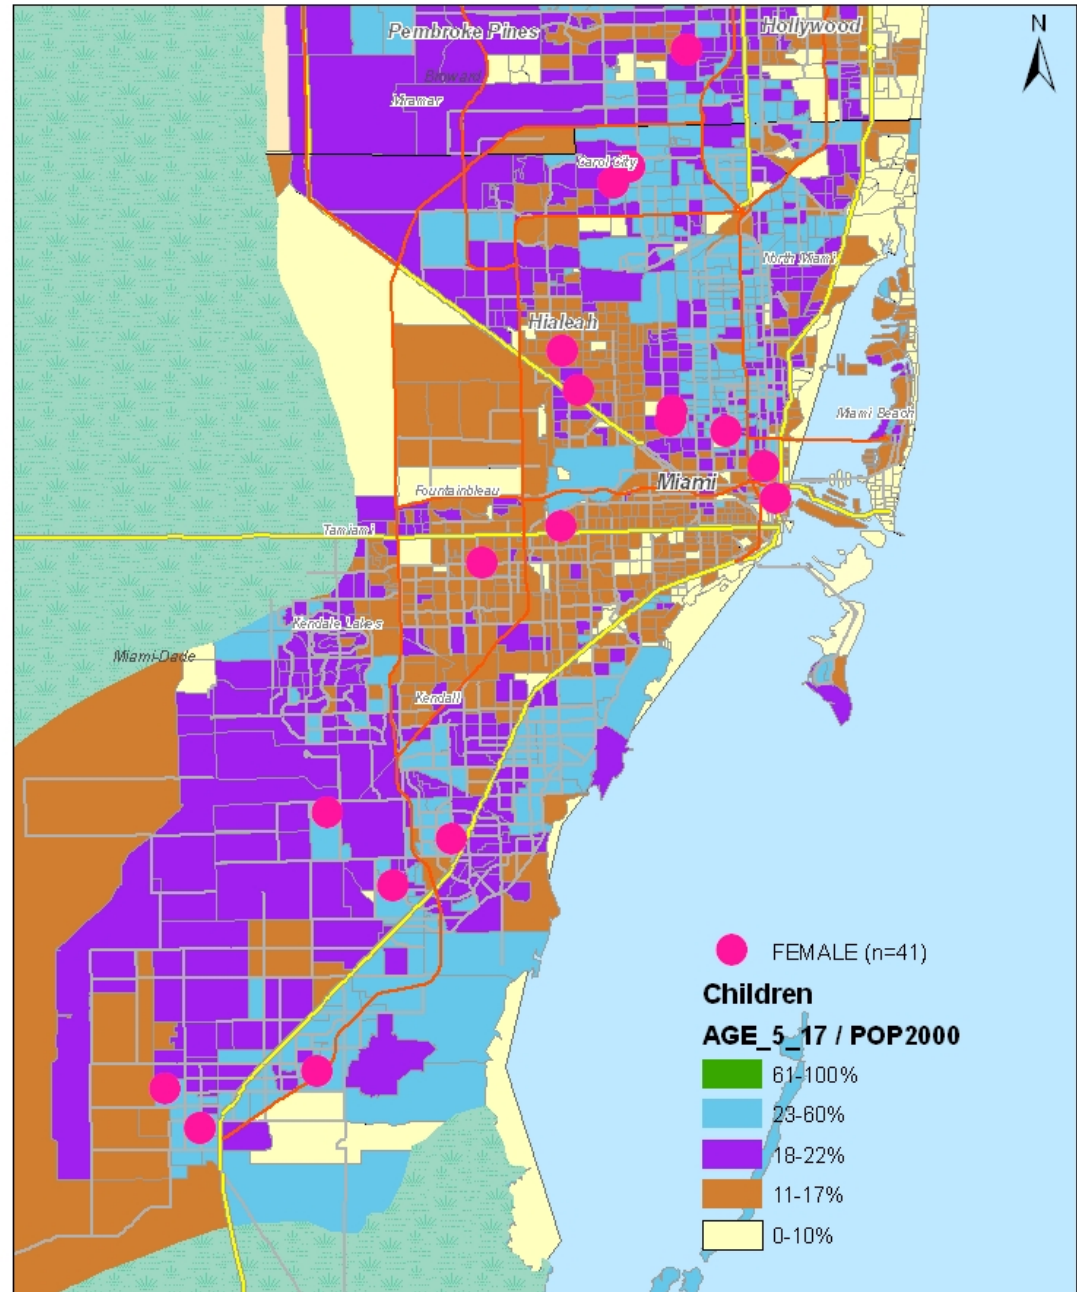 Pembroke Pines
Hollywood
N
Broward
Miramar
Carol City
North Miami
Hialeah
Miami Beach
Miami
Fountainbleau
Tamiami
Kendale Lakes
Miami-Dade
Kendall
FEMALE (n=41)
Children
AGE_5_17 / POP2000
61-100%
23-60%
18-22%
11-17%
0-10%